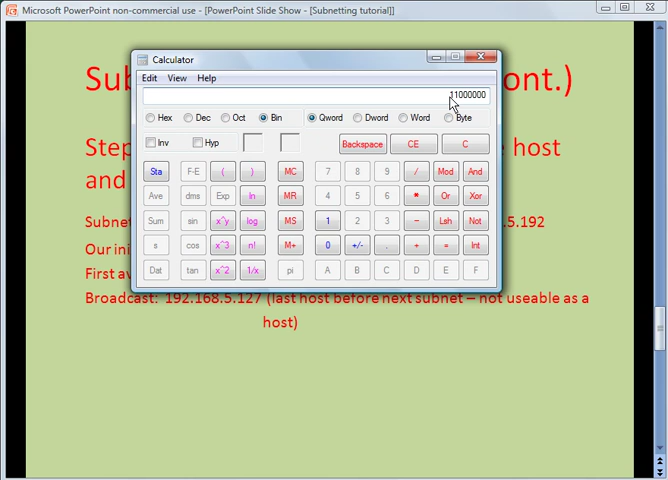 Microsoft PowerPoint non-commercial use - [PowerPoint Slide Show - [Subnetting tutorial]]
Calculator
Edit View Help
11000000
Hex Dec Oct Bin Qword Dword Word Byte
Inv Hyp Backspace CE C
Sta F-E ( ) MC 7 8 9 / Mod And
Ave dms Exp ln MR 4 5 6 * Or Xor
Sum sin x^y log MS 1 2 3 - Lsh Not
s cos x^3 n! M+ 0 +/- . + = Int
Dat tan x^2 1/x pi A B C D E F
ont.)
Step host
and
Subnet .5.192
Our ini
First av
Broadcast: 192.168.5.127 (last host before next subnet – not useable as a
host)